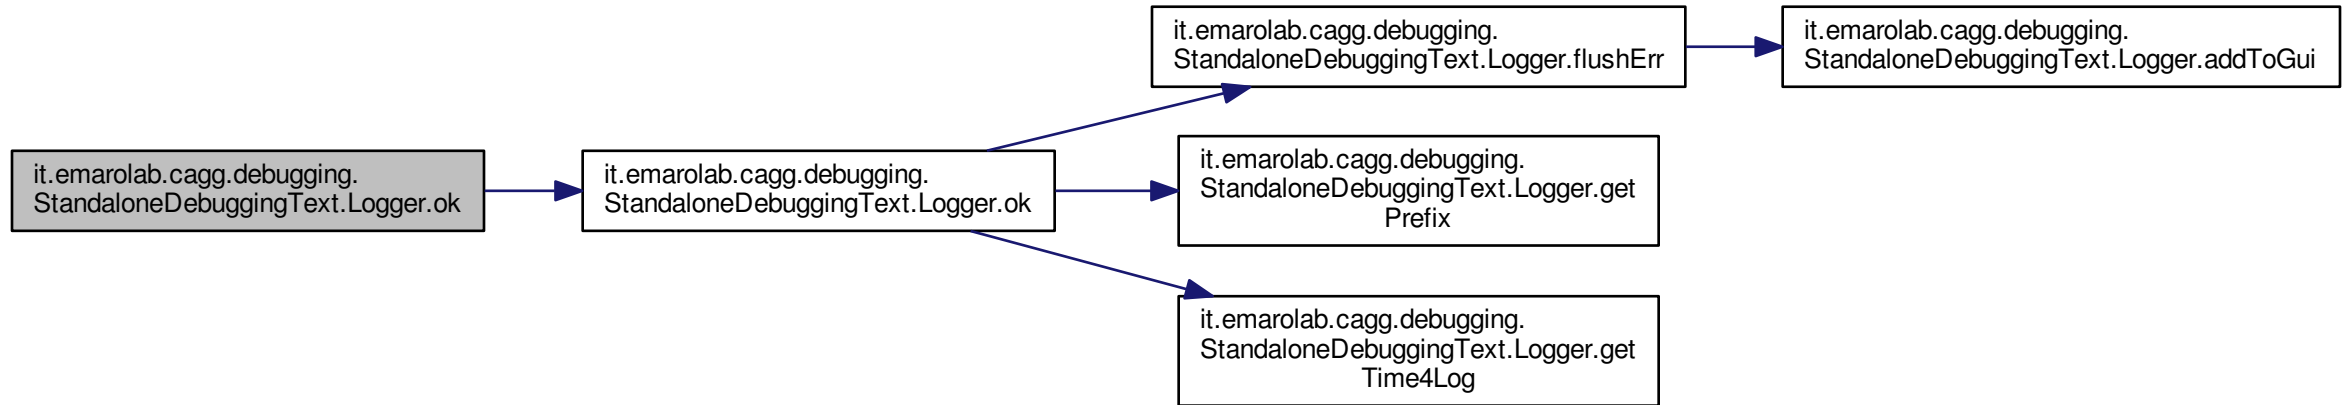 it.emarolab.cagg.debugging.
StandaloneDebuggingText.Logger.ok
it.emarolab.cagg.debugging.
StandaloneDebuggingText.Logger.ok
it.emarolab.cagg.debugging.
StandaloneDebuggingText.Logger.flushErr
it.emarolab.cagg.debugging.
StandaloneDebuggingText.Logger.addToGui
it.emarolab.cagg.debugging.
StandaloneDebuggingText.Logger.get
Prefix
it.emarolab.cagg.debugging.
StandaloneDebuggingText.Logger.get
Time4Log